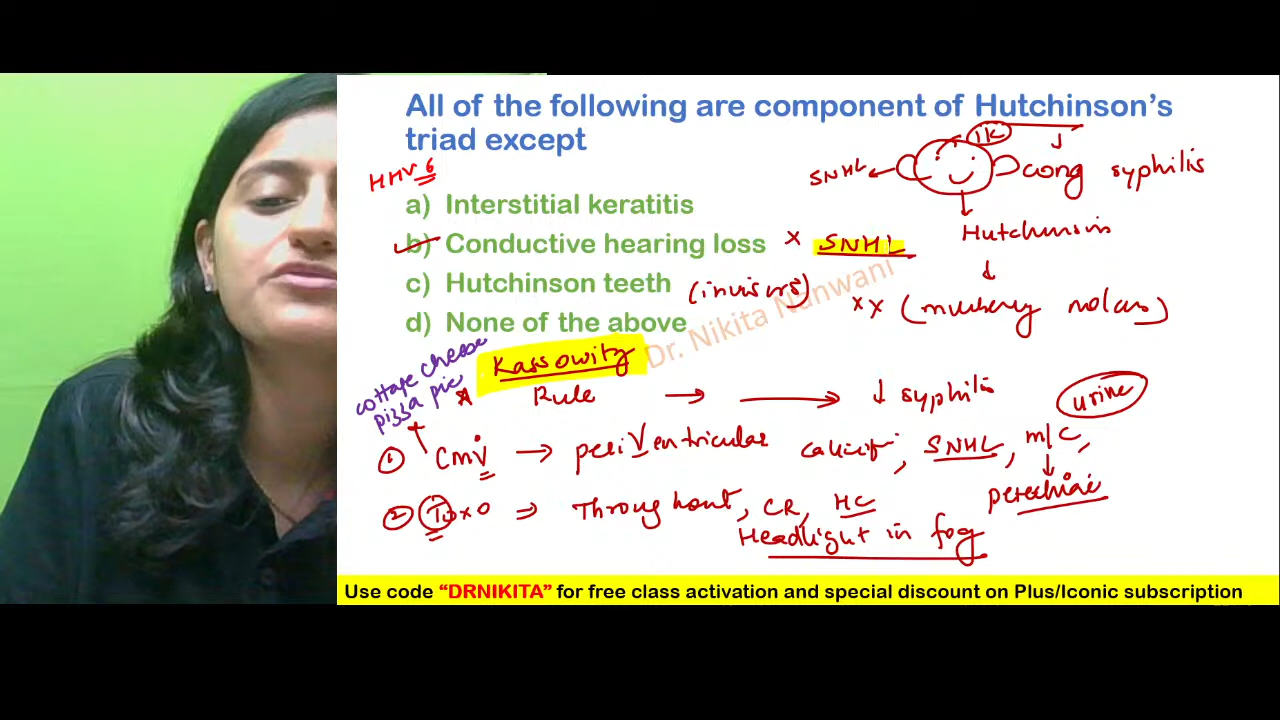 All of the following are component of Hutchinson's
triad except
HHV 6
IK
SNHL
cong syphilis
a) Interstitial keratitis
b) Conductive hearing loss x SNHL
Hutchinsins
c) Hutchinson teeth
xx (mulberry molars)
d) None of the above
Dr. Nikita Nanwani
cottage cheese
pizza pie
Kassowitz
Rule → → ↓ syphilis
urine
① CMV → periventricular calcif, SNHL, M/C,
petechiae
② Toxo ⇒ Throughout, CR, HC
Headlight in fog
Use code "DRNIKITA" for free class activation and special discount on Plus/Iconic subscription